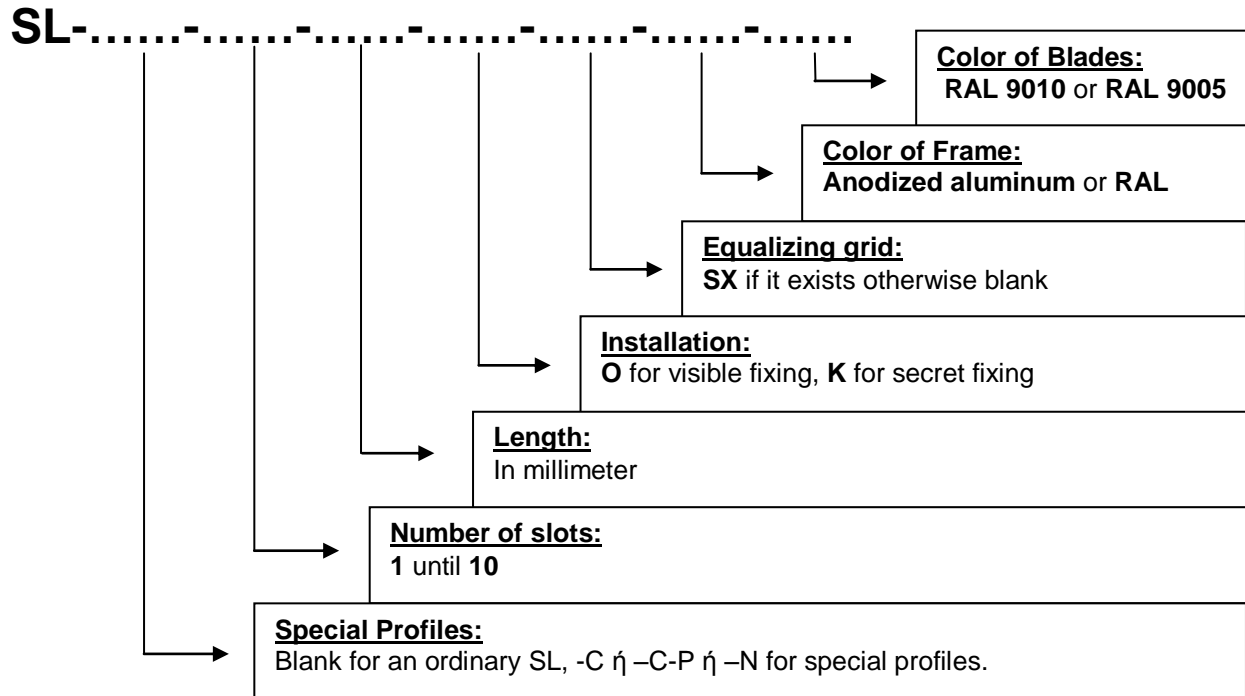 SL-......-......-......-......-......-......-......
Color of Blades:
RAL 9010 or RAL 9005
Color of Frame:
Anodized aluminum or RAL
Equalizing grid:
SX if it exists otherwise blank
Installation:
O for visible fixing, K for secret fixing
Length:
In millimeter
Number of slots:
1 until 10
Special Profiles:
Blank for an ordinary SL, -C ή –C-P ή –N for special profiles.